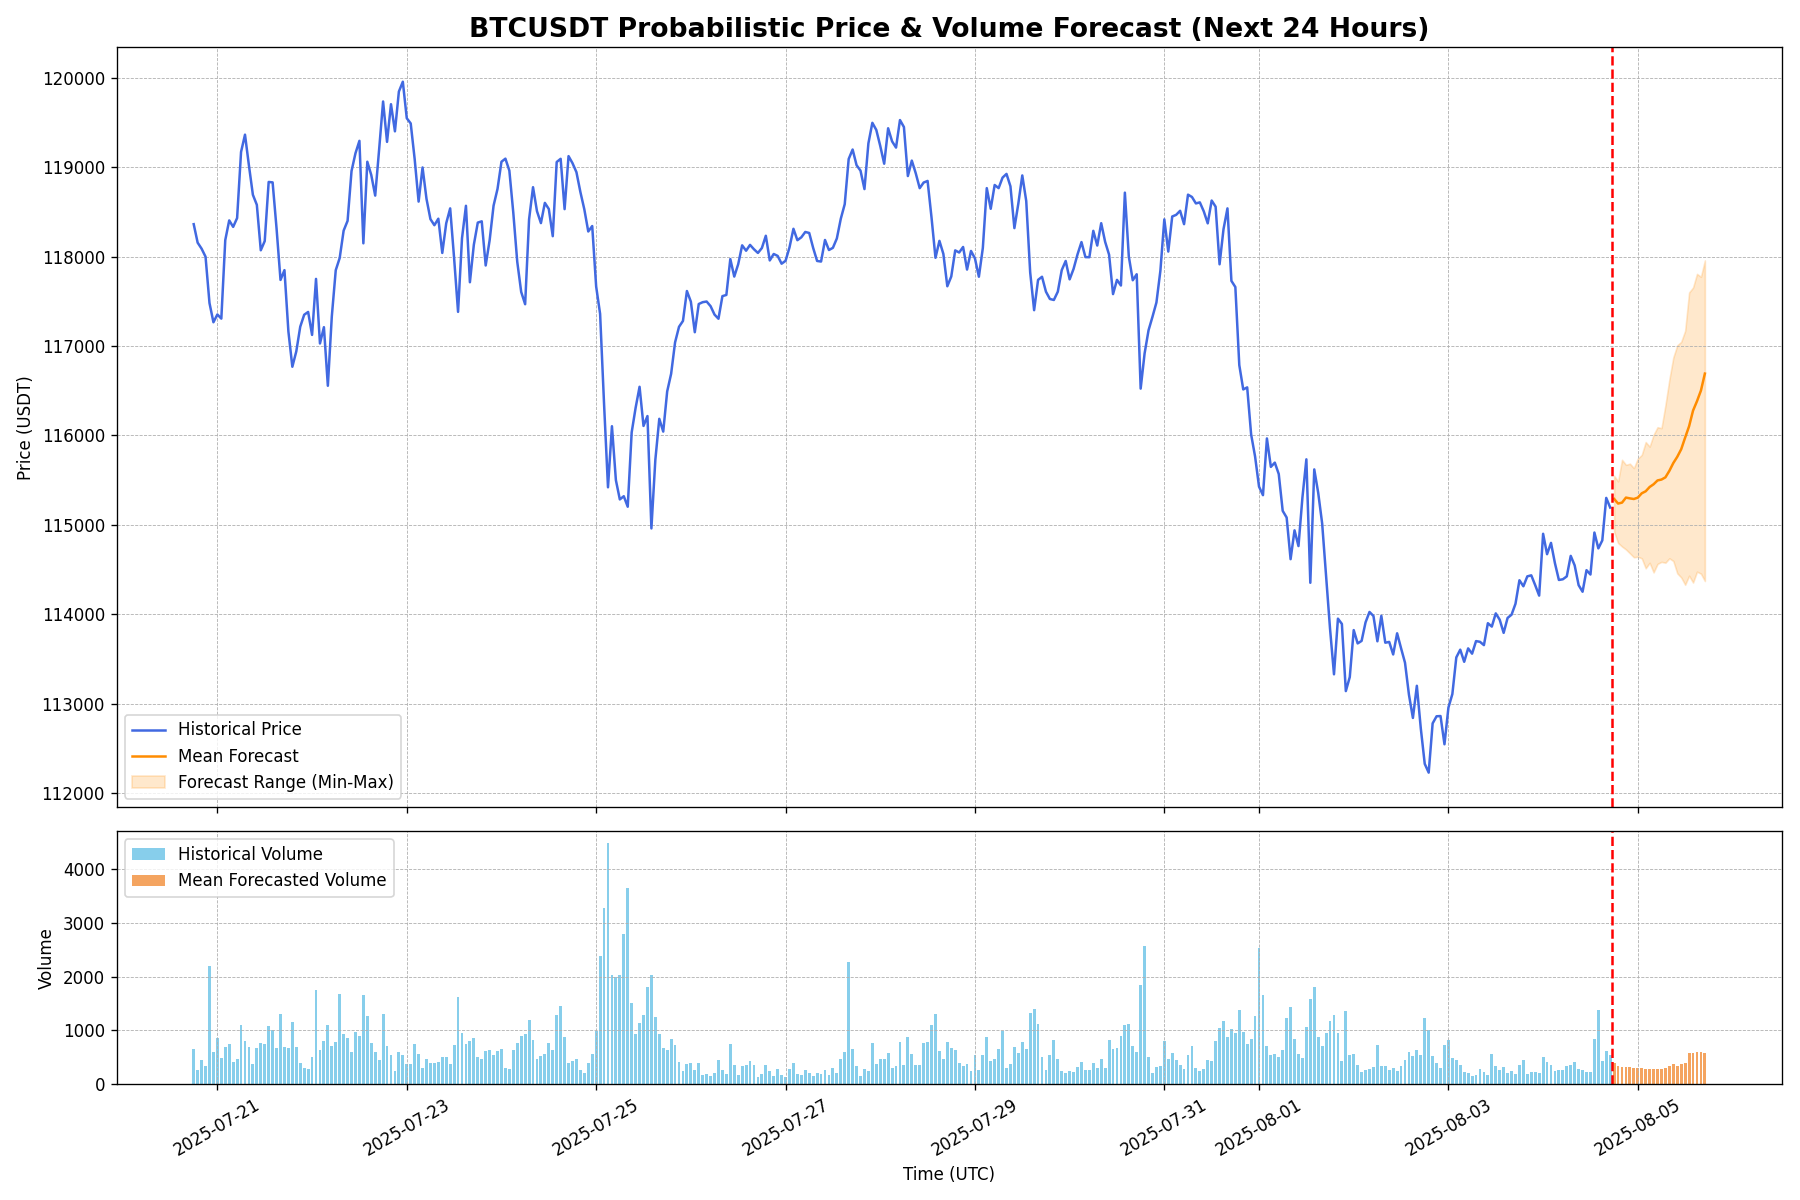 BTCUSDT Probabilistic Price & Volume Forecast (Next 24 Hours)
120000
119000
118000
117000
116000
115000
114000
113000
112000
Price (USDT)
Historical Price
Mean Forecast
Forecast Range (Min-Max)
4000
3000
2000
1000
0
Volume
Historical Volume
Mean Forecasted Volume
2025-07-21
2025-07-23
2025-07-25
2025-07-27
2025-07-29
2025-07-31
2025-08-01
2025-08-03
2025-08-05
Time (UTC)